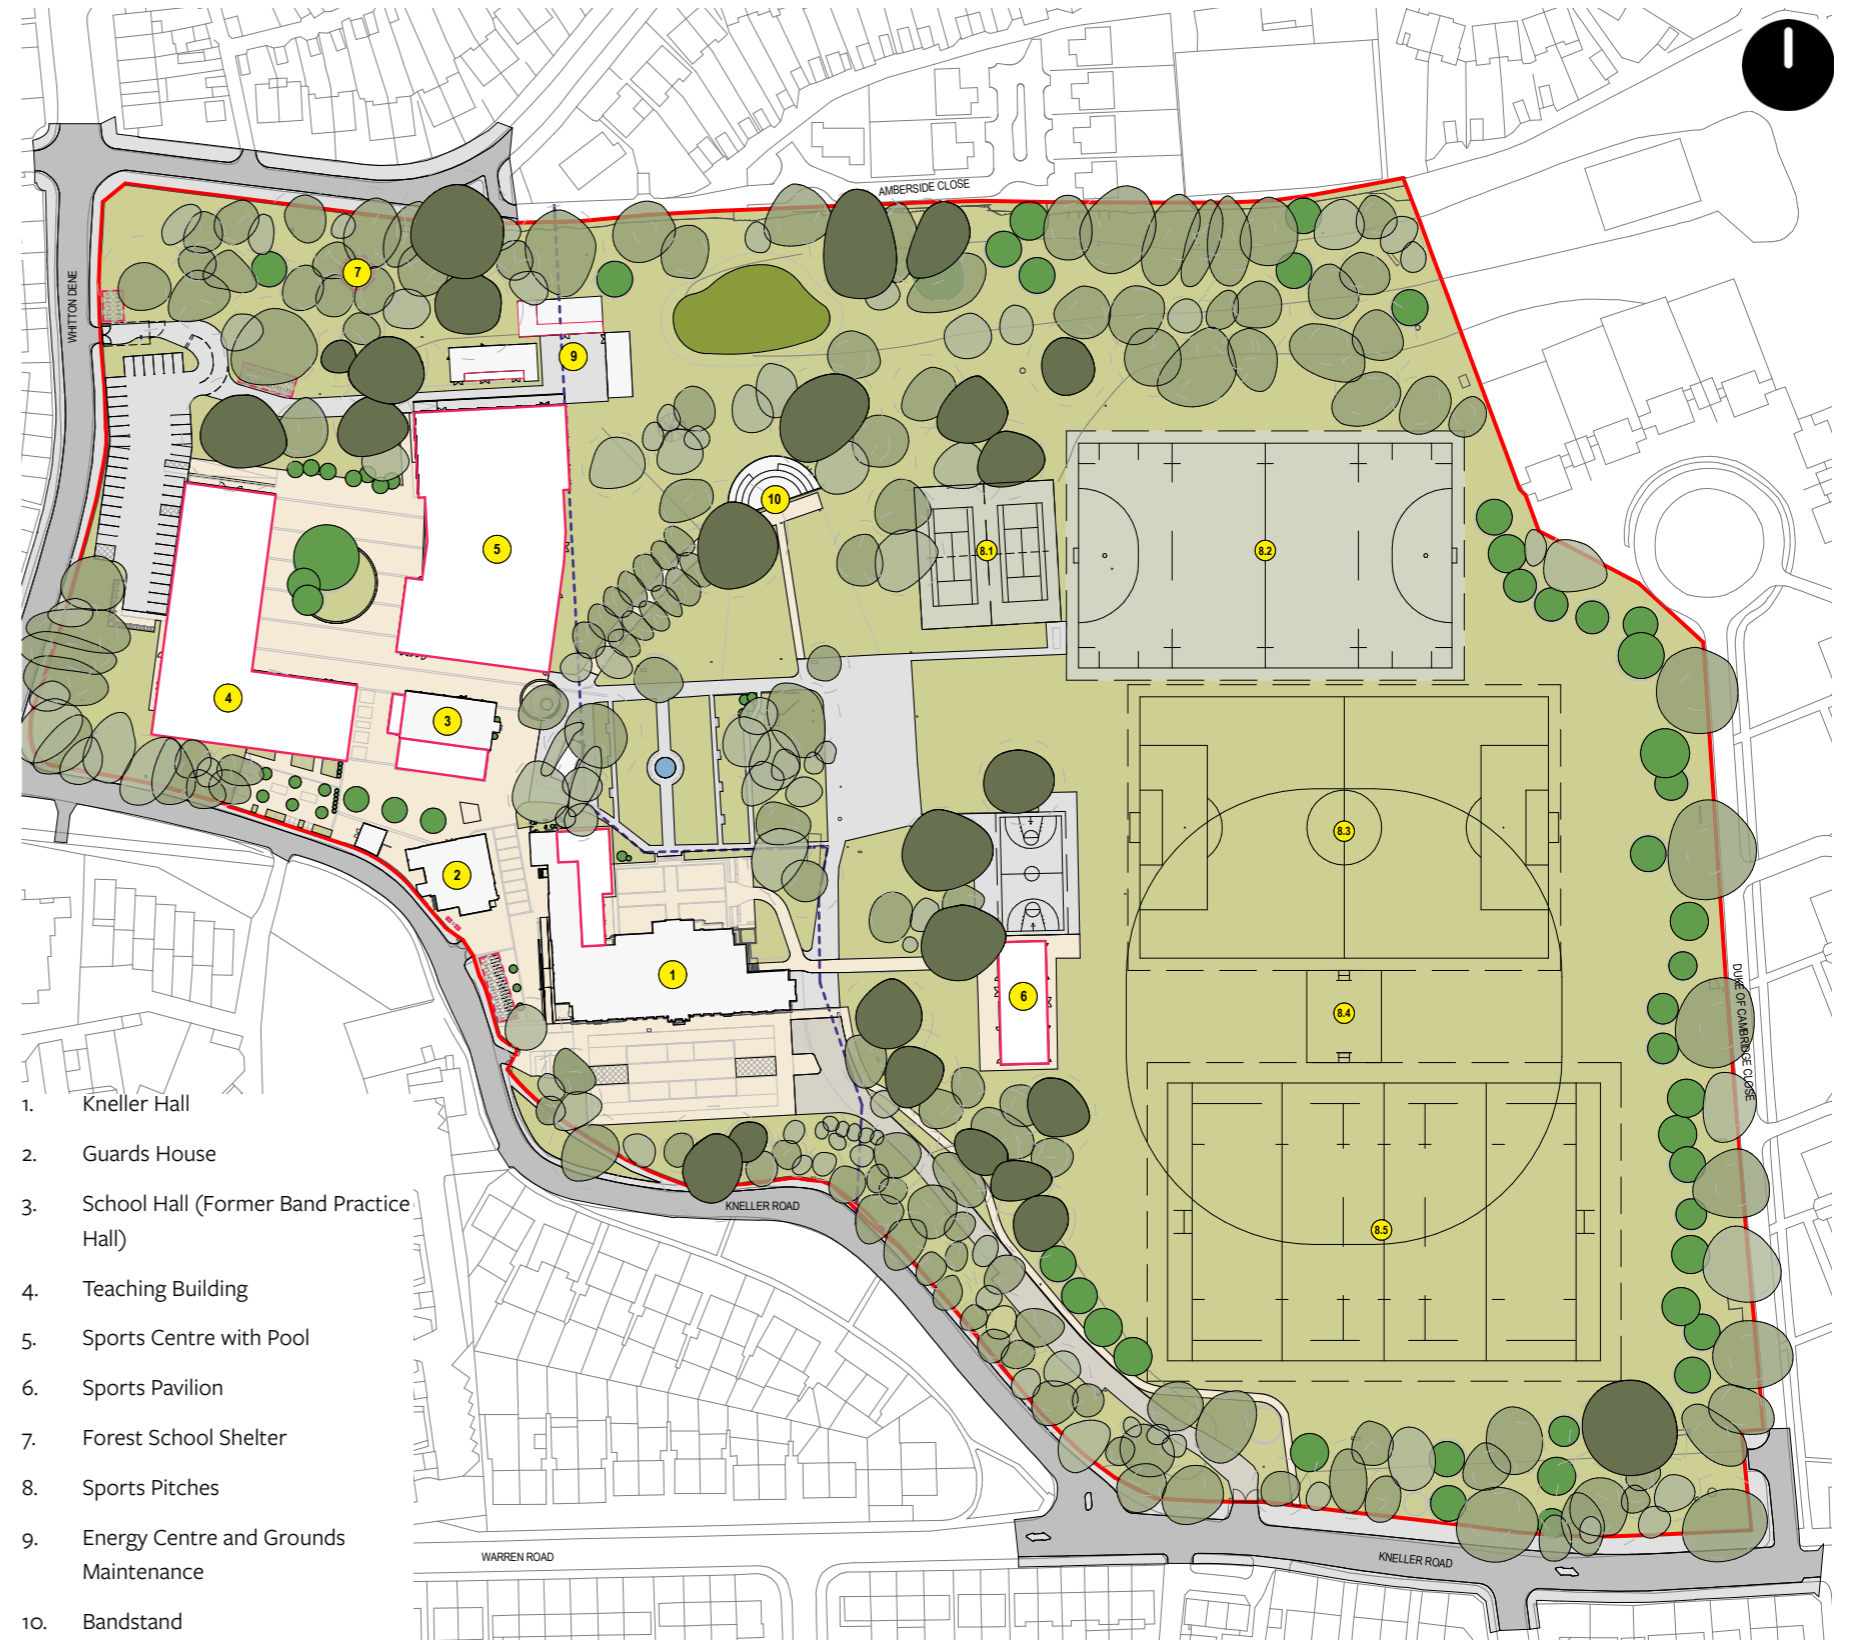 AMBERSIDE CLOSE
WHITTON DENE
7
9
10
5
8.1
8.2
4
3
8.3
2
1
6
8.4
DUKE OF CAMBRIDGE CLOSE
8.5
KNELLER ROAD
WARREN ROAD
KNELLER ROAD
1. Kneller Hall
2. Guards House
3. School Hall (Former Band Practice
Hall)
4. Teaching Building
5. Sports Centre with Pool
6. Sports Pavilion
7. Forest School Shelter
8. Sports Pitches
9. Energy Centre and Grounds
Maintenance
10. Bandstand